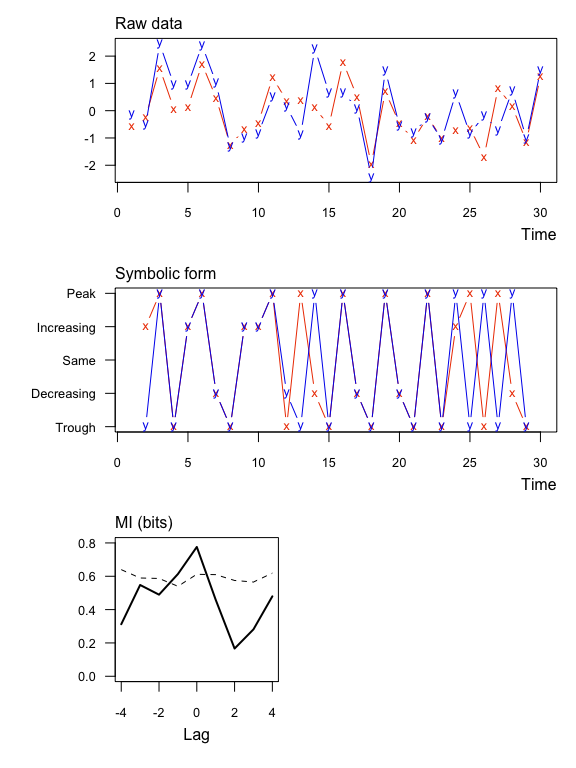 Raw data
2
1
0
-1
-2
0 5 10 15 20 25 30
Time
Symbolic form
Peak
Increasing
Same
Decreasing
Trough
0 5 10 15 20 25 30
Time
MI (bits)
0.8
0.6
0.4
0.2
0.0
-4 -2 0 2 4
Lag